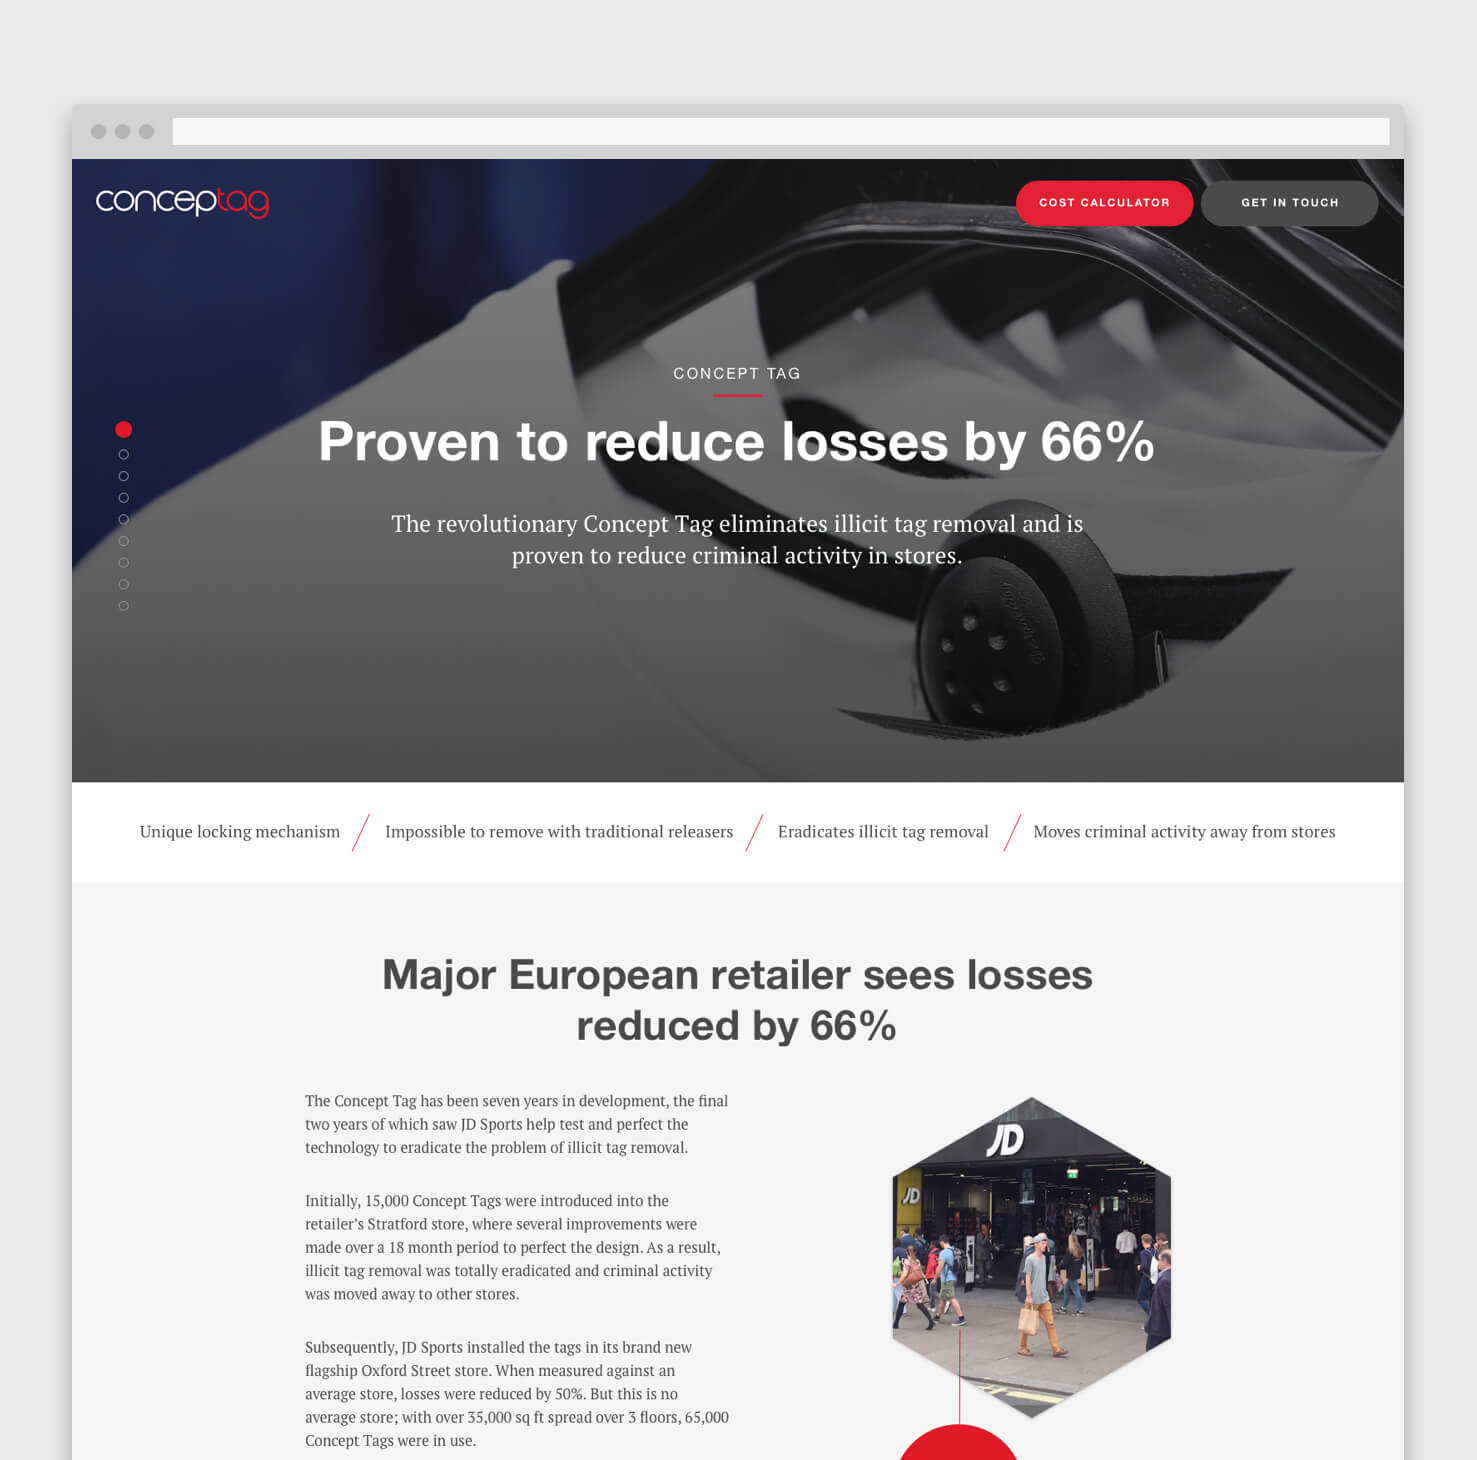 conceptag
COST CALCULATOR
GET IN TOUCH
CONCEPT TAG
Proven to reduce losses by 66%
The revolutionary Concept Tag eliminates illicit tag removal and is
proven to reduce criminal activity in stores.
Unique locking mechanism
Impossible to remove with traditional releasers
Eradicates illicit tag removal
Moves criminal activity away from stores
Major European retailer sees losses
reduced by 66%
The Concept Tag has been seven years in development, the final
two years of which saw JD Sports help test and perfect the
technology to eradicate the problem of illicit tag removal.
Initially, 15,000 Concept Tags were introduced into the
retailer’s Stratford store, where several improvements were
made over a 18 month period to perfect the design. As a result,
illicit tag removal was totally eradicated and criminal activity
was moved away to other stores.
Subsequently, JD Sports installed the tags in its brand new
flagship Oxford Street store. When measured against an
average store, losses were reduced by 50%. But this is no
average store; with over 35,000 sq ft spread over 3 floors, 65,000
Concept Tags were in use.
JD
JD